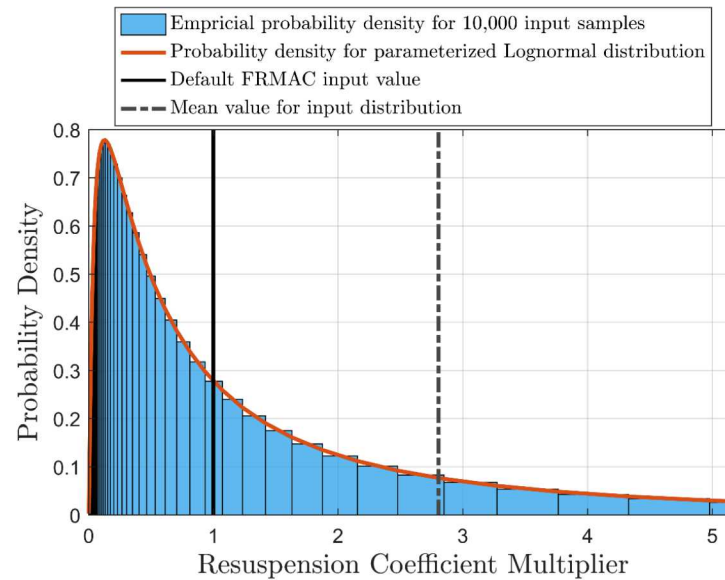 Empricial probability density for 10,000 input samples
Probability density for parameterized Lognormal distribution
Default FRMAC input value
Mean value for input distribution
0.8
0.7
0.6
0.5
0.4
0.3
0.2
0.1
0
Probability Density
0 1 2 3 4 5
Resuspension Coefficient Multiplier